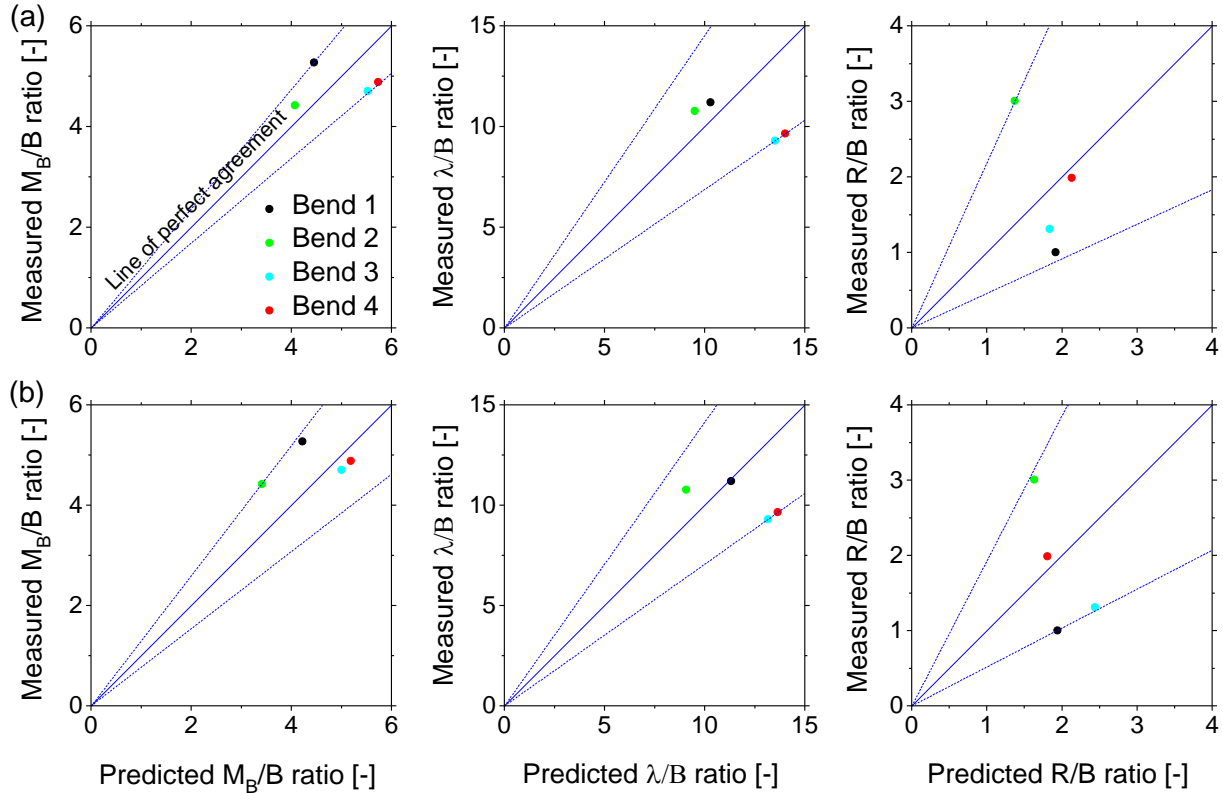 (a)
Measured M_B/B ratio [-]
6
4
2
0
0 2 4 6
Line of perfect agreement
Bend 1
Bend 2
Bend 3
Bend 4
Measured λ/B ratio [-]
15
10
5
0
0 5 10 15
Measured R/B ratio [-]
4
3
2
1
0
0 1 2 3 4
(b)
Measured M_B/B ratio [-]
6
4
2
0
0 2 4 6
Predicted M_B/B ratio [-]
Measured λ/B ratio [-]
15
10
5
0
0 5 10 15
Predicted λ/B ratio [-]
Measured R/B ratio [-]
4
3
2
1
0
0 1 2 3 4
Predicted R/B ratio [-]